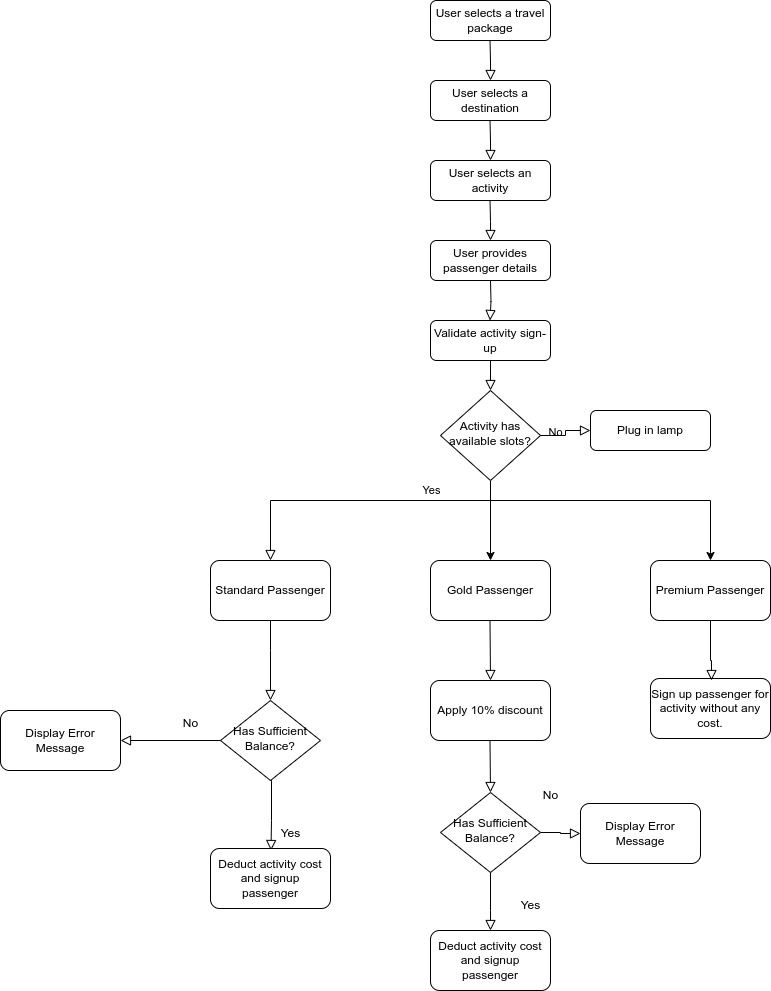 User selects a travel
package
User selects a
destination
User selects an
activity
User provides
passenger details
Validate activity sign-
up
Activity has
available slots?
No
Plug in lamp
Yes
Standard Passenger
Gold Passenger
Premium Passenger
Sign up passenger for
activity without any
cost.
Apply 10% discount
No
Has Sufficient
Balance?
Display Error
Message
Yes
Deduct activity cost
and signup
passenger
No
Has Sufficient
Balance?
Display Error
Message
Yes
Deduct activity cost
and signup
passenger